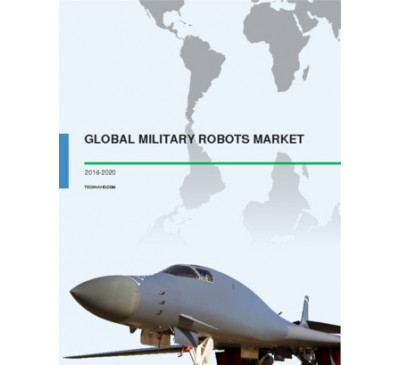 GLOBAL MILITARY ROBOTS MARKET
2016-2020
TECHNAVIO.COM